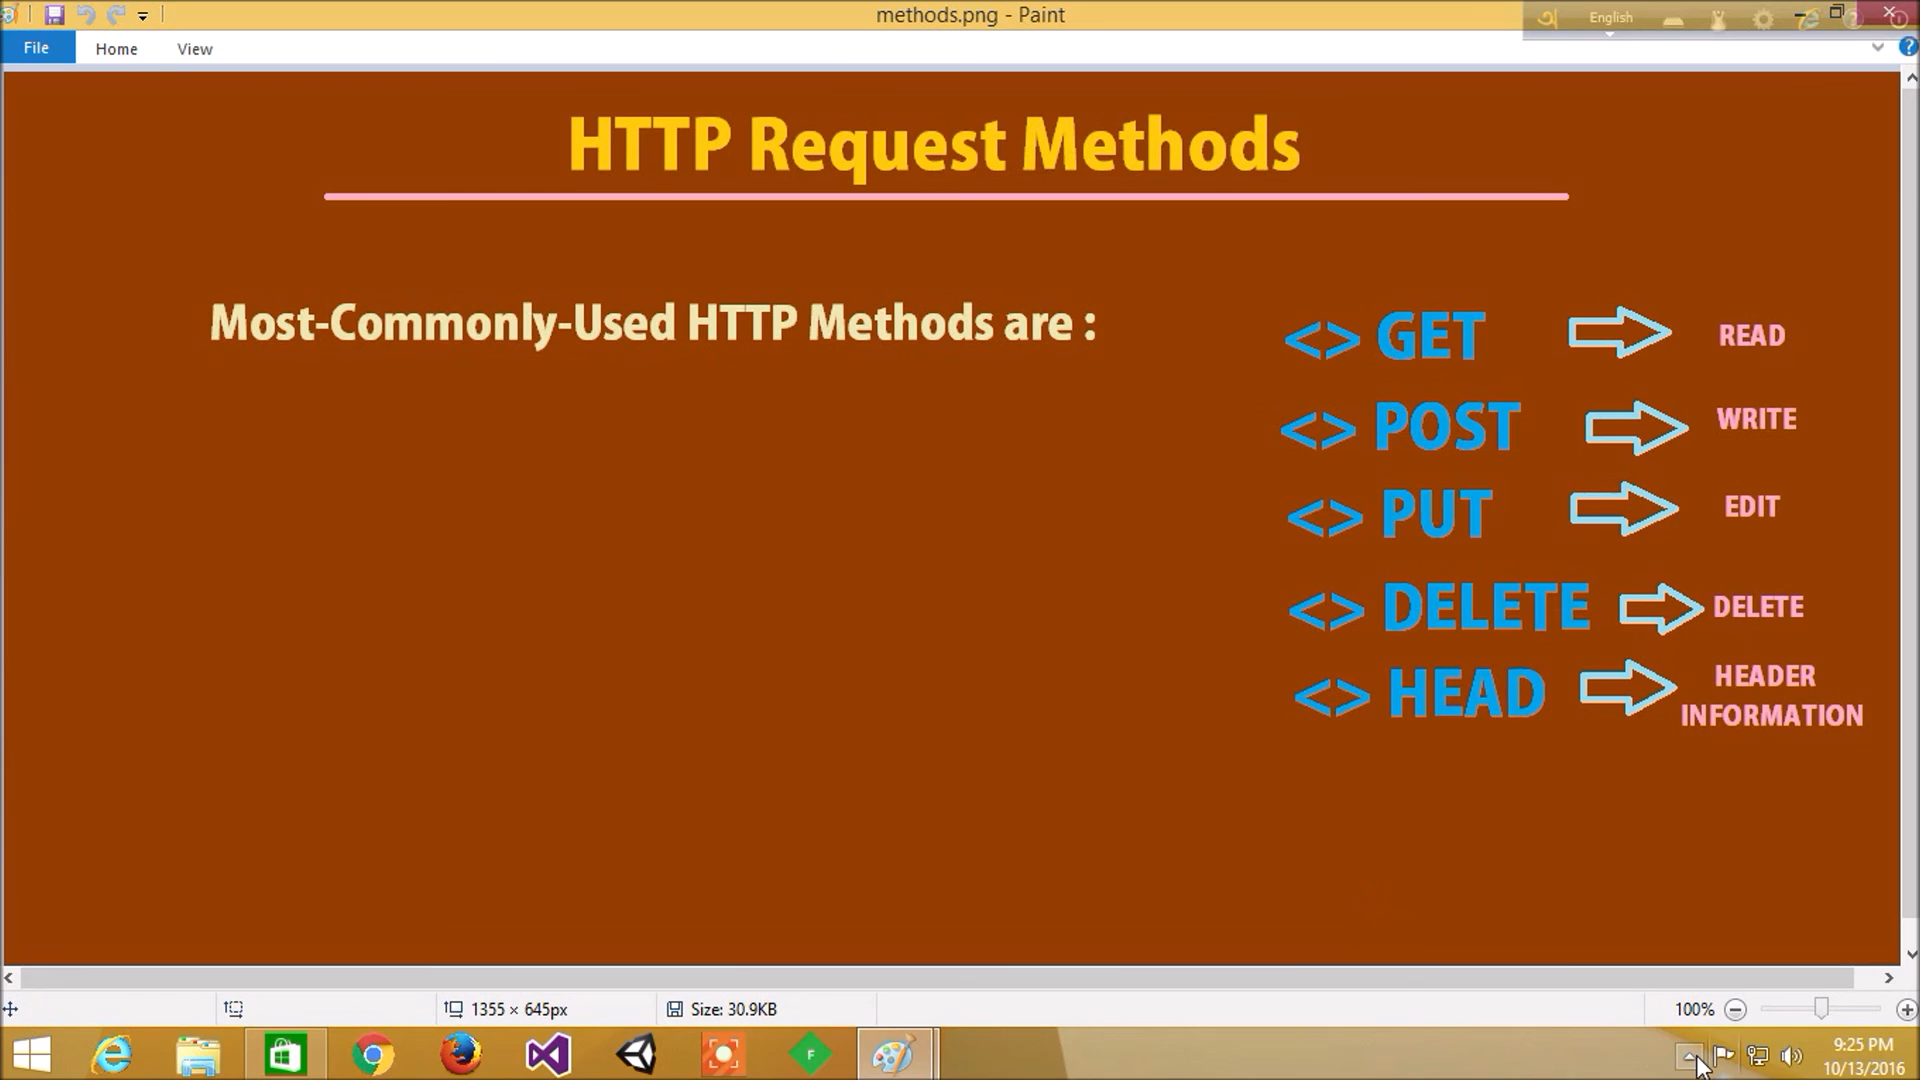 methods.png - Paint
অ English
File Home View
HTTP Request Methods
Most-Commonly-Used HTTP Methods are :
<> GET READ
<> POST WRITE
<> PUT EDIT
<> DELETE DELETE
<> HEAD HEADER
INFORMATION
1355 × 645px Size: 30.9KB 100%
F
9:25 PM
10/13/2016